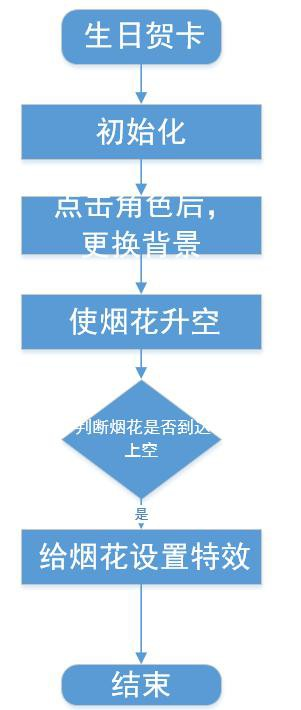 生日贺卡
初始化
点击角色后，
更换背景
使烟花升空
判断烟花是否到达
上空
是
给烟花设置特效
结束